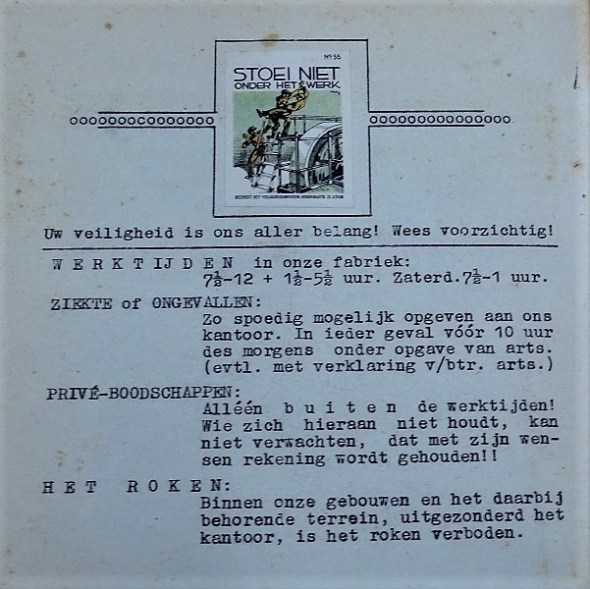 No 55
STOEI NIET
ONDER HET WERK
Uw veiligheid is ons aller belang! Wees voorzichtig!
W E R K T I J D E N in onze fabriek:
7½-12 + 1½-5½ uur. Zaterd.7½-1 uur.
ZIEKTE of ONGEVALLEN:
Zo spoedig mogelijk opgeven aan ons
kantoor. In ieder geval vóór 10 uur
des morgens onder opgave van arts.
(evtl. met verklaring v/btr. arts.)
PRIVÉ-BOODSCHAPPEN:
Alléén b u i t e n de werktijden!
Wie zich hieraan niet houdt, kan
niet verwachten, dat met zijn wen-
sen rekening wordt gehouden!!
H E T R O K E N:
Binnen onze gebouwen en het daarbij
behorende terrein, uitgezonderd het
kantoor, is het roken verboden.